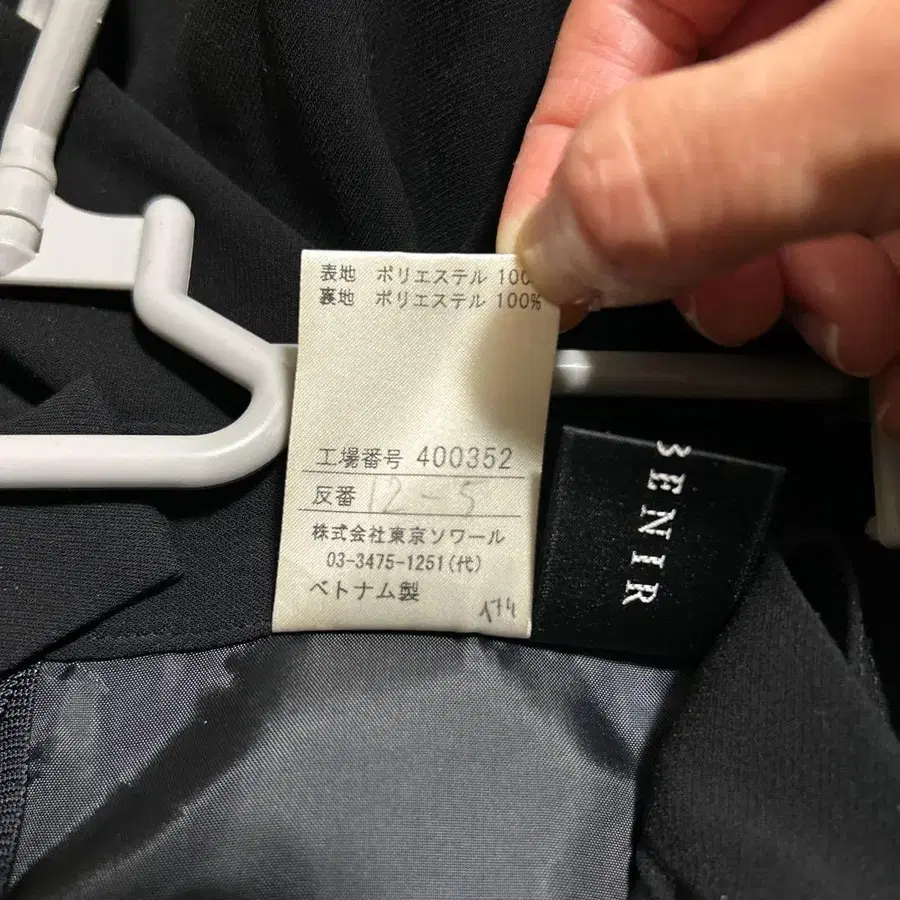 表地 ポリエステル 100
裏地 ポリエステル 100%
工場番号 400352
反番 12-5
株式会社東京ソワール
03-3475-1251(代)
ベトナム製
174
BENIR